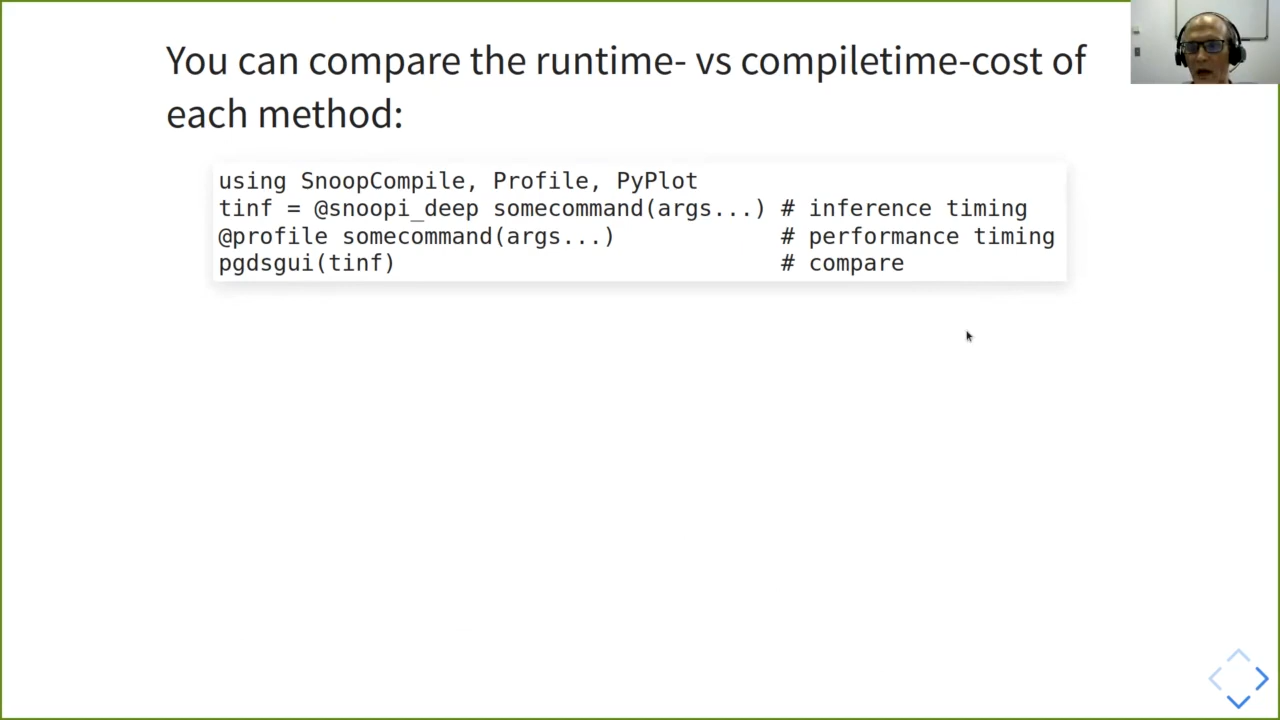 You can compare the runtime- vs compiletime-cost of
each method:
using SnoopCompile, Profile, PyPlot
tinf = @snoopi_deep somecommand(args...) # inference timing
@profile somecommand(args...)            # performance timing
pgdsgui(tinf)                            # compare